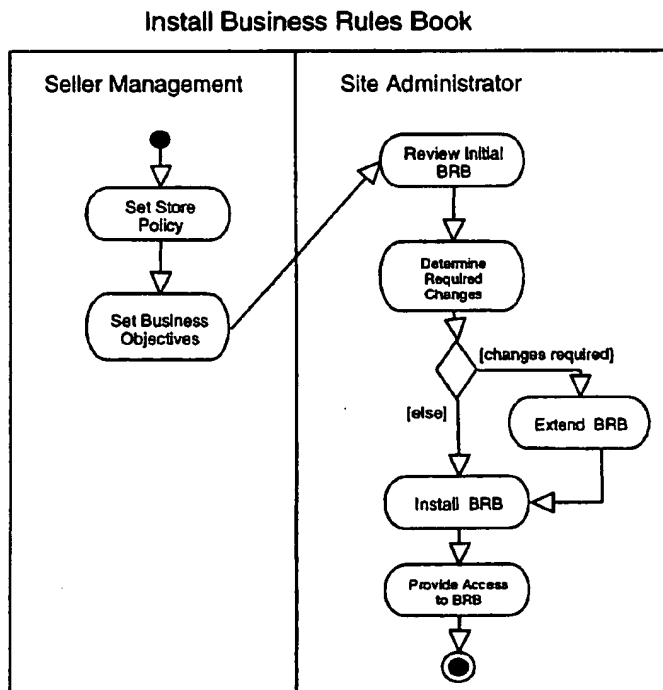 Install Business Rules Book
Seller Management
Site Administrator
Set Store
Policy
Set Business
Objectives
Review Initial
BRB
Determine
Required
Changes
[changes required]
[else]
Extend BRB
Install BRB
Provide Access
to BRB